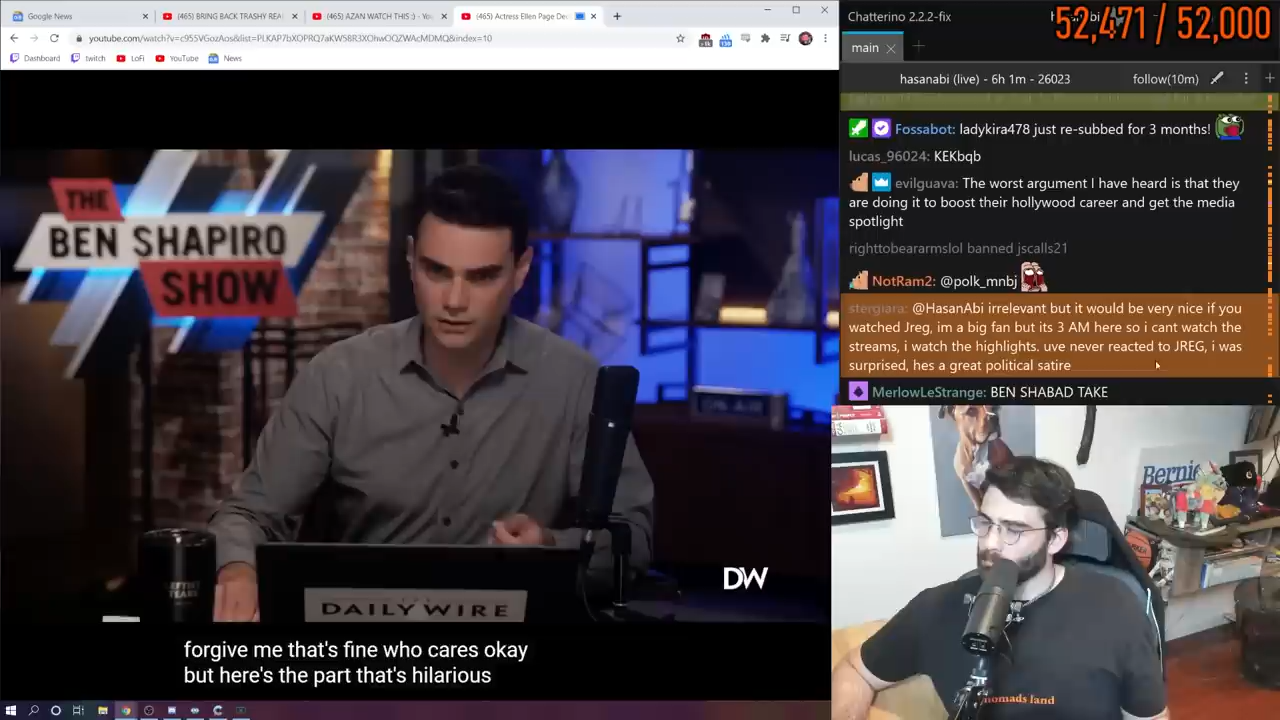 Google News
(465) BRING BACK TRASHY REA
(465) AZAN WATCH THIS :) - Yo
(465) Actress Ellen Page Dec
youtube.com/watch?v=c955VGozAos&list=PLKAP7bXOPRQ7aKW58R3XOhwOQZWAcMDMQ&index=10
Dashboard
twitch
LoFi
YouTube
News
THE
BEN SHAPIRO
SHOW
ON AIR
LEFTIST
TEARS
DAILY WIRE
DW
forgive me that's fine who cares okay
but here's the part that's hilarious
Chatterino 2.2.2-fix
52,471 / 52,000
main
hasanabi (live) - 6h 1m - 26023
follow(10m)
Fossabot: ladykira478 just re-subbed for 3 months!
lucas_96024: KEKbqb
evilguava: The worst argument I have heard is that they
are doing it to boost their hollywood career and get the media
spotlight
righttobeararmslol banned jscalls21
NotRam2: @polk_mnbj
stergiara: @HasanAbi irrelevant but it would be very nice if you
watched Jreg, im a big fan but its 3 AM here so i cant watch the
streams, i watch the highlights. uve never reacted to JREG, i was
surprised, hes a great political satire
MerlowLeStrange: BEN SHABAD TAKE
Bernie
nomads land